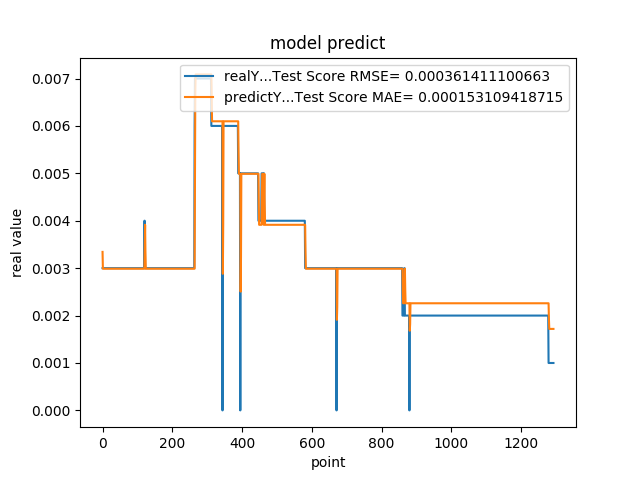 model predict
realY...Test Score RMSE= 0.000361411100663
predictY...Test Score MAE= 0.000153109418715
0.007
0.006
0.005
0.004
0.003
0.002
0.001
0.000
real value
0 200 400 600 800 1000 1200
point